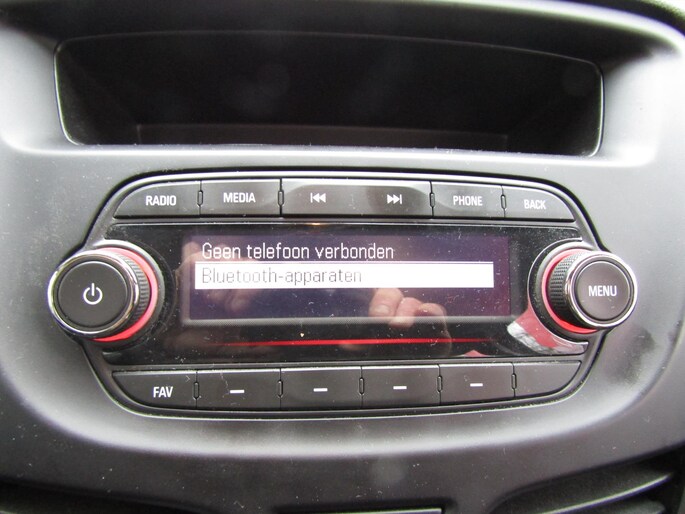 RADIO MEDIA PHONE BACK
Geen telefoon verbonden
Bluetooth-apparaten
MENU
FAV